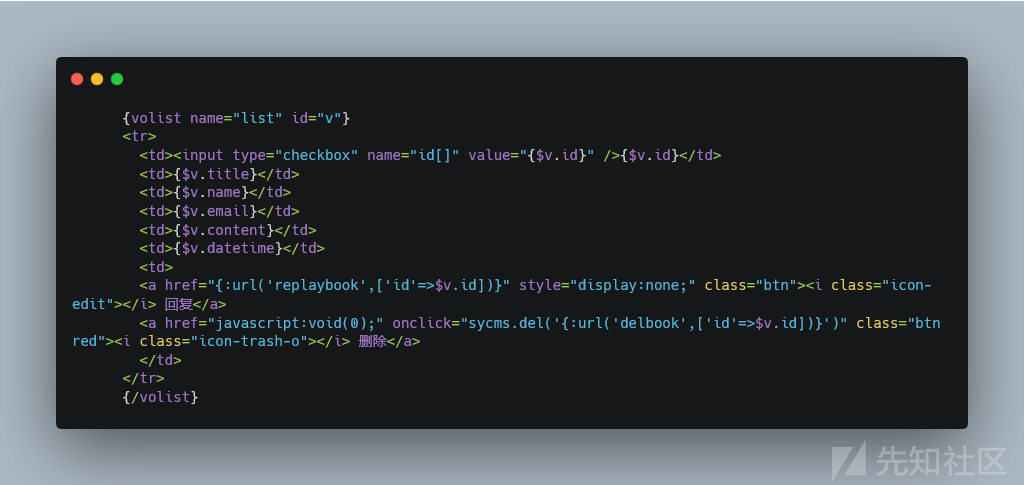 {volist name="list" id="v"}
<tr>
<td><input type="checkbox" name="id[]" value="{$v.id}" />{$v.id}</td>
<td>{$v.title}</td>
<td>{$v.name}</td>
<td>{$v.email}</td>
<td>{$v.content}</td>
<td>{$v.datetime}</td>
<td>
<a href="{:url('replaybook',['id'=>$v.id])}" style="display:none;" class="btn"><i class="icon-
edit"></i> 回复</a>
<a href="javascript:void(0);" onclick="sycms.del('{:url('delbook',['id'=>$v.id])}')" class="btn
red"><i class="icon-trash-o"></i> 删除</a>
</td>
</tr>
{/volist}
先知社区